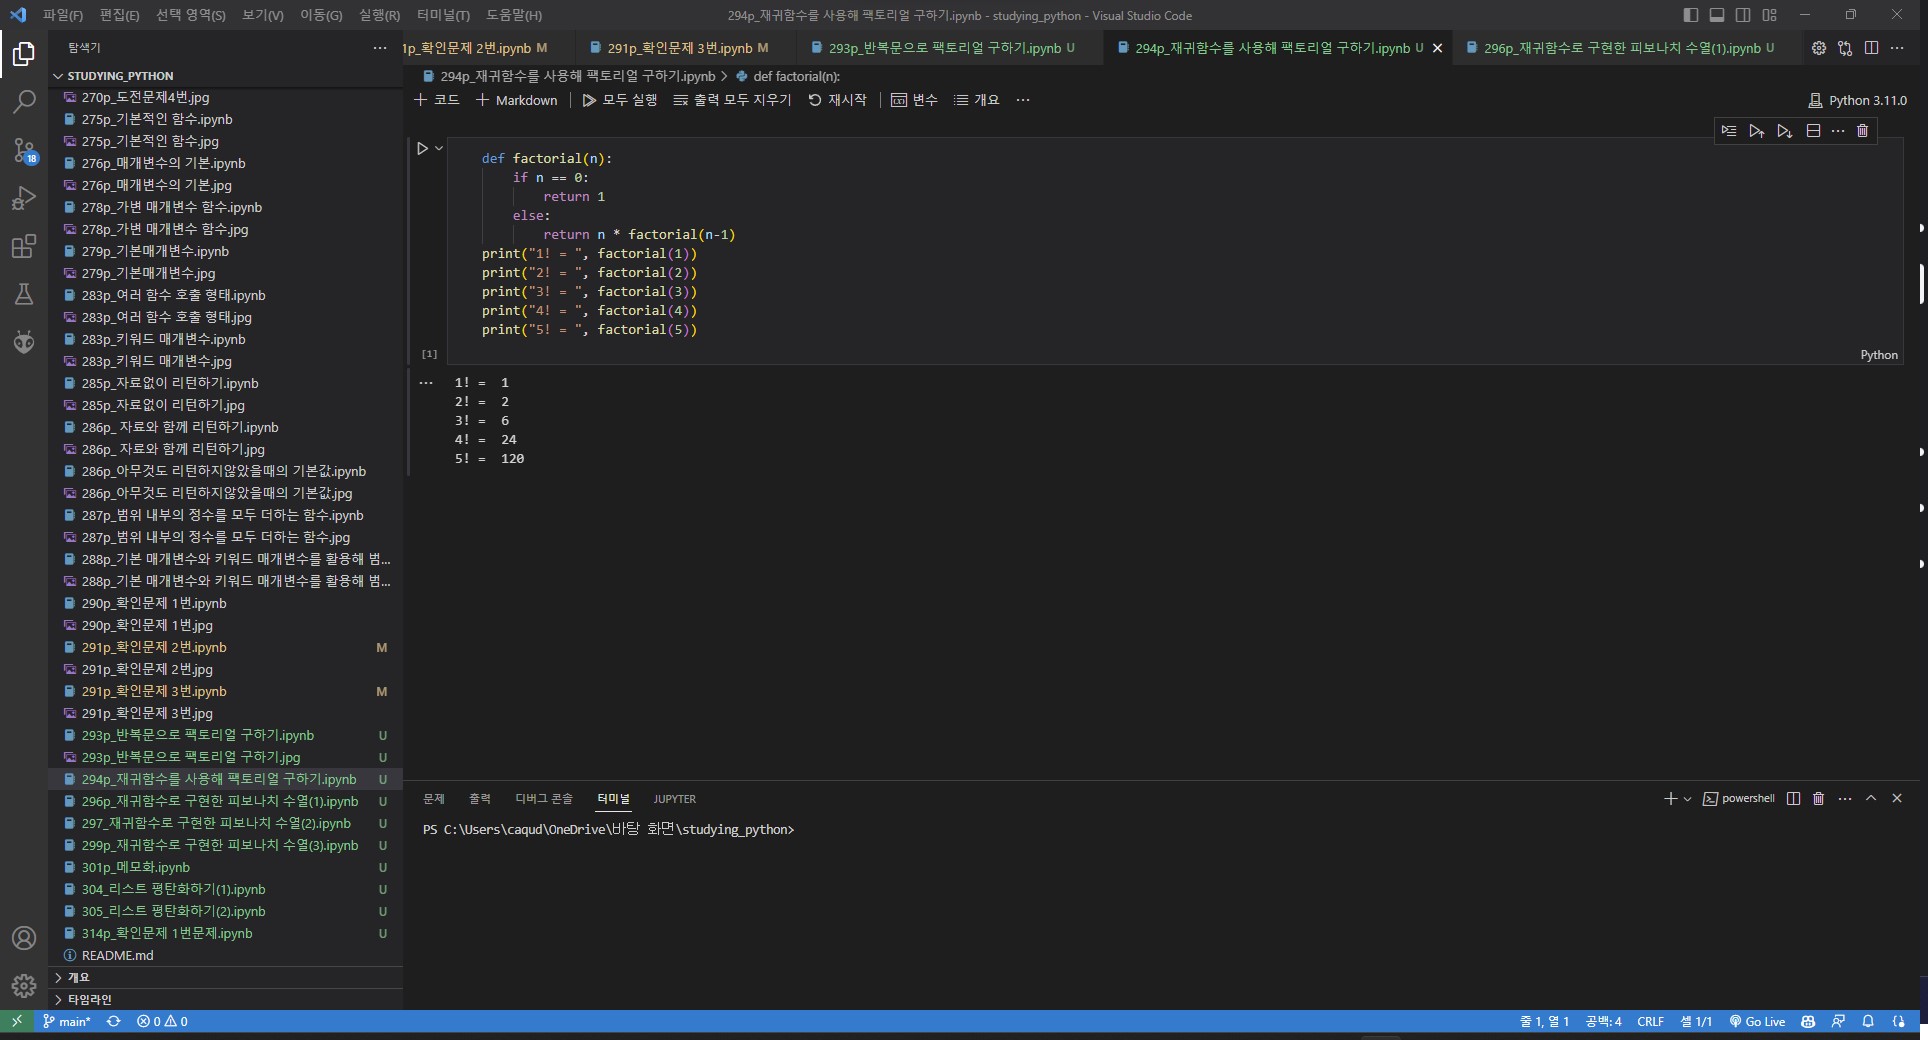 파일(F) 편집(E) 선택 영역(S) 보기(V) 이동(G) 실행(R) 터미널(T) 도움말(H)
294p_재귀함수를 사용해 팩토리얼 구하기.ipynb - studying_python - Visual Studio Code
탐색기
1p_확인문제 2번.ipynb M
291p_확인문제 3번.ipynb M
293p_반복문으로 팩토리얼 구하기.ipynb U
294p_재귀함수를 사용해 팩토리얼 구하기.ipynb U
296p_재귀함수로 구현한 피보나치 수열(1).ipynb U
STUDYING_PYTHON
270p_도전문제4번.jpg
275p_기본적인 함수.ipynb
275p_기본적인 함수.jpg
276p_매개변수의 기본.ipynb
276p_매개변수의 기본.jpg
278p_가변 매개변수 함수.ipynb
278p_가변 매개변수 함수.jpg
279p_기본매개변수.ipynb
279p_기본매개변수.jpg
283p_여러 함수 호출 형태.ipynb
283p_여러 함수 호출 형태.jpg
283p_키워드 매개변수.ipynb
283p_키워드 매개변수.jpg
285p_자료없이 리턴하기.ipynb
285p_자료없이 리턴하기.jpg
286p_ 자료와 함께 리턴하기.ipynb
286p_ 자료와 함께 리턴하기.jpg
286p_아무것도 리턴하지않았을때의 기본값.ipynb
286p_아무것도 리턴하지않았을때의 기본값.jpg
287p_범위 내부의 정수를 모두 더하는 함수.ipynb
287p_범위 내부의 정수를 모두 더하는 함수.jpg
288p_기본 매개변수와 키워드 매개변수를 활용해 범...
288p_기본 매개변수와 키워드 매개변수를 활용해 범...
290p_확인문제 1번.ipynb
290p_확인문제 1번.jpg
291p_확인문제 2번.ipynb M
291p_확인문제 2번.jpg
291p_확인문제 3번.ipynb M
291p_확인문제 3번.jpg
293p_반복문으로 팩토리얼 구하기.ipynb U
293p_반복문으로 팩토리얼 구하기.jpg U
294p_재귀함수를 사용해 팩토리얼 구하기.ipynb U
296p_재귀함수로 구현한 피보나치 수열(1).ipynb U
297_재귀함수로 구현한 피보나치 수열(2).ipynb U
299p_재귀함수로 구현한 피보나치 수열(3).ipynb U
301p_메모화.ipynb U
304_리스트 평탄화하기(1).ipynb U
305_리스트 평탄화하기(2).ipynb U
314p_확인문제 1번문제.ipynb U
README.md
개요
타임라인
18
294p_재귀함수를 사용해 팩토리얼 구하기.ipynb > def factorial(n):
+ 코드 + Markdown 모두 실행 출력 모두 지우기 재시작 변수 개요 ...
Python 3.11.0
def factorial(n):
    if n == 0:
        return 1
    else:
        return n * factorial(n-1)
print("1! = ", factorial(1))
print("2! = ", factorial(2))
print("3! = ", factorial(3))
print("4! = ", factorial(4))
print("5! = ", factorial(5))
[1]
Python
1! =  1
2! =  2
3! =  6
4! =  24
5! =  120
문제 출력 디버그 콘솔 터미널 JUPYTER
powershell
PS C:\Users\caqud\OneDrive\바탕 화면\studying_python>
main* 0 0
줄 1, 열 1 공백: 4 CRLF 셀 1/1 Go Live